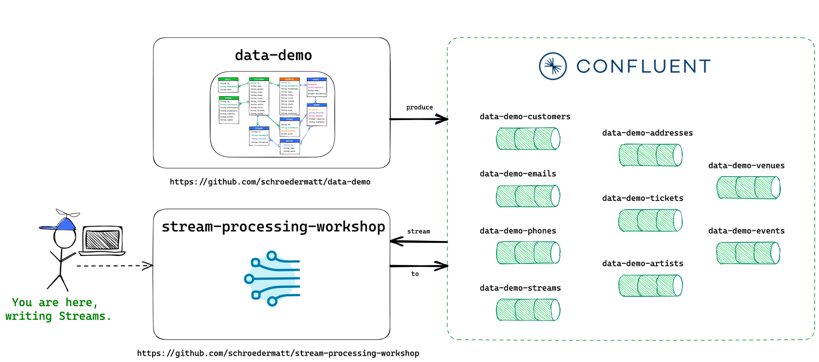 data-demo
https://github.com/schroedermatt/data-demo
produce
CONFLUENT
data-demo-customers
data-demo-addresses
data-demo-venues
data-demo-emails
data-demo-tickets
data-demo-phones
data-demo-events
data-demo-artists
data-demo-streams
stream-processing-workshop
stream
to
https://github.com/schroedermatt/stream-processing-workshop
You are here,
writing Streams.